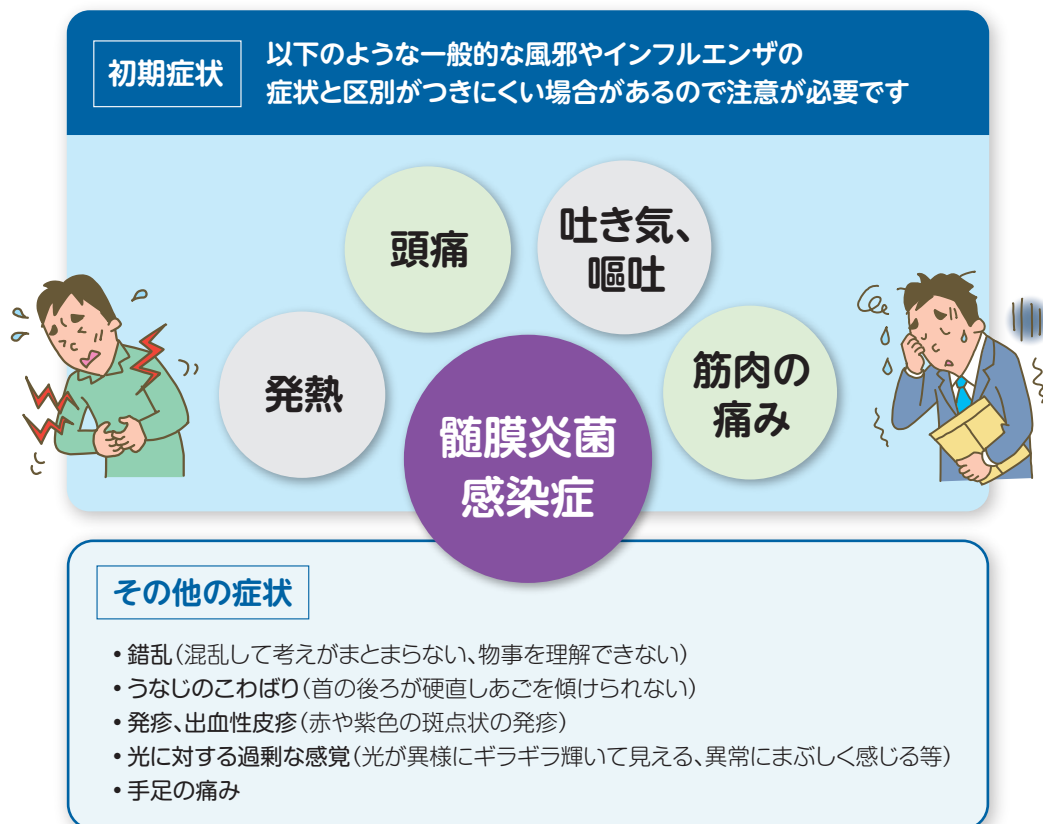 初期症状
以下のような一般的な風邪やインフルエンザの
症状と区別がつきにくい場合があるので注意が必要です
頭痛
吐き気、
嘔吐
発熱
筋肉の
痛み
髄膜炎菌
感染症
その他の症状
・錯乱（混乱して考えがまとまらない、物事を理解できない）
・うなじのこわばり（首の後ろが硬直しあごを傾けられない）
・発疹、出血性皮疹（赤や紫色の斑点状の発疹）
・光に対する過剰な感覚（光が異様にギラギラ輝いて見える、異常にまぶしく感じる等）
・手足の痛み